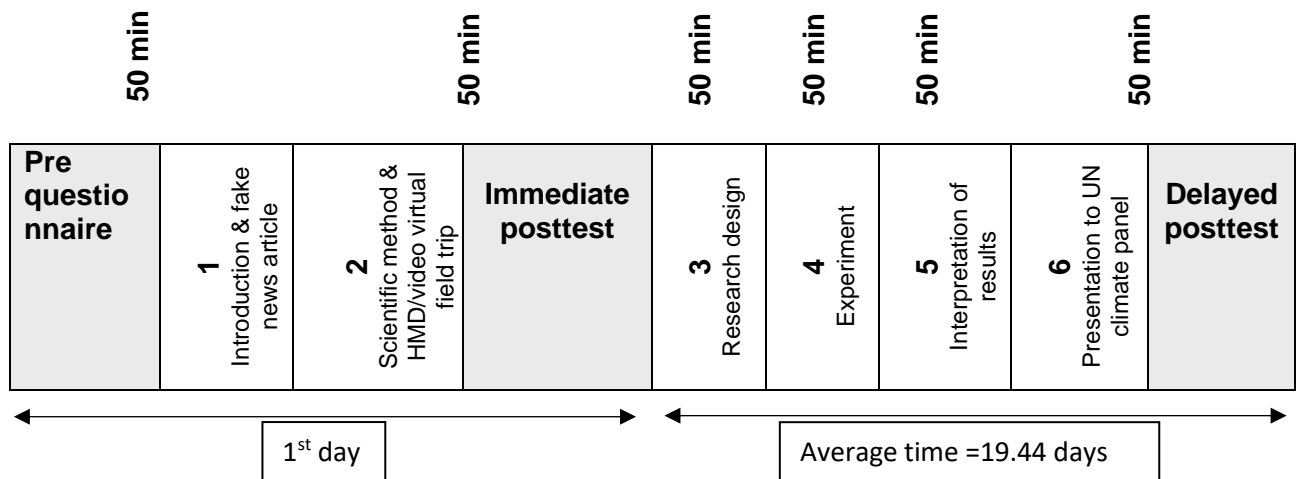 50 min
50 min
50 min
50 min
50 min
50 min
Pre
questio
nnaire
1
Introduction & fake
news article
2
Scientific method &
HMD/video virtual
field trip
Immediate
posttest
3
Research design
4
Experiment
5
Interpretation of
results
6
Presentation to UN
climate panel
Delayed
posttest
1st day
Average time =19.44 days